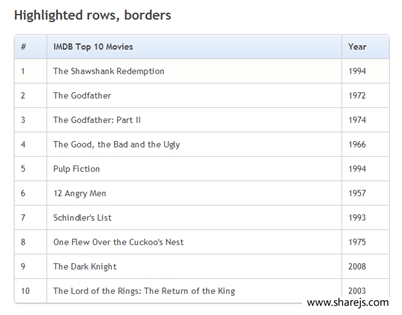 Highlighted rows, borders
# IMDB Top 10 Movies Year
1 The Shawshank Redemption 1994
2 The Godfather 1972
3 The Godfather: Part II 1974
4 The Good, the Bad and the Ugly 1966
5 Pulp Fiction 1994
6 12 Angry Men 1957
7 Schindler's List 1993
8 One Flew Over the Cuckoo's Nest 1975
9 The Dark Knight 2008
10 The Lord of the Rings: The Return of the King 2003
www.sharejs.com